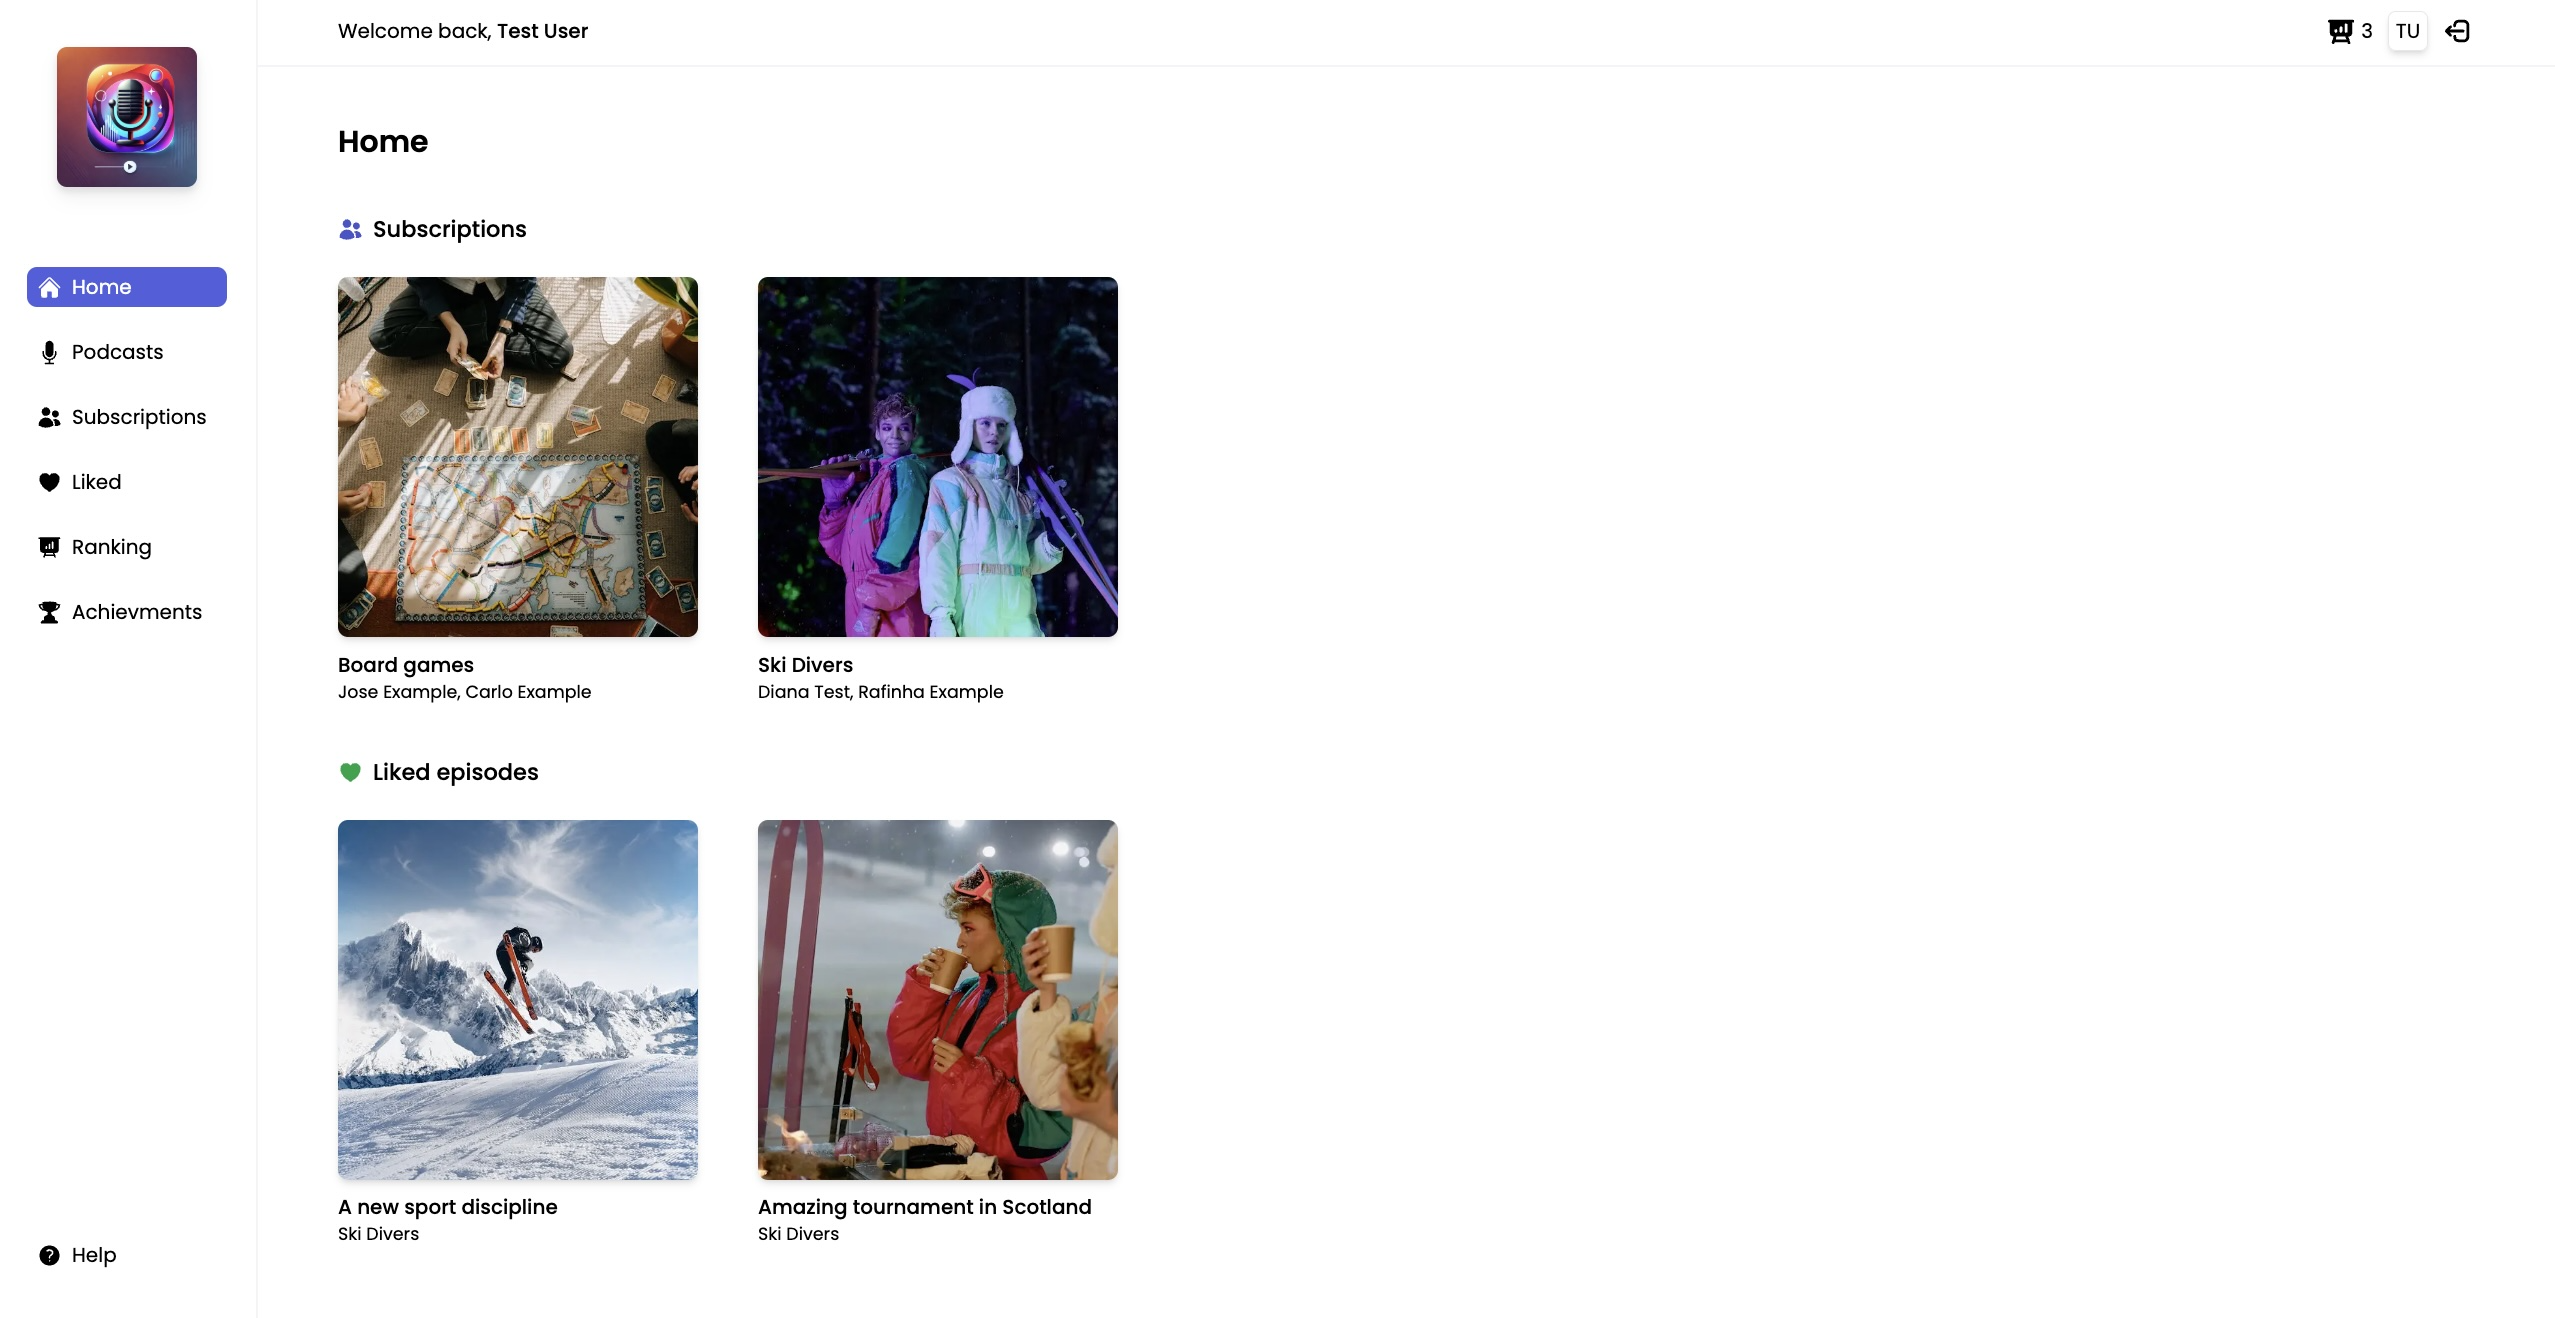 Welcome back, Test User
3
TU
Home
Podcasts
Subscriptions
Liked
Ranking
Achievments
Help
Home
Subscriptions
Board games
Jose Example, Carlo Example
Ski Divers
Diana Test, Rafinha Example
Liked episodes
A new sport discipline
Ski Divers
Amazing tournament in Scotland
Ski Divers